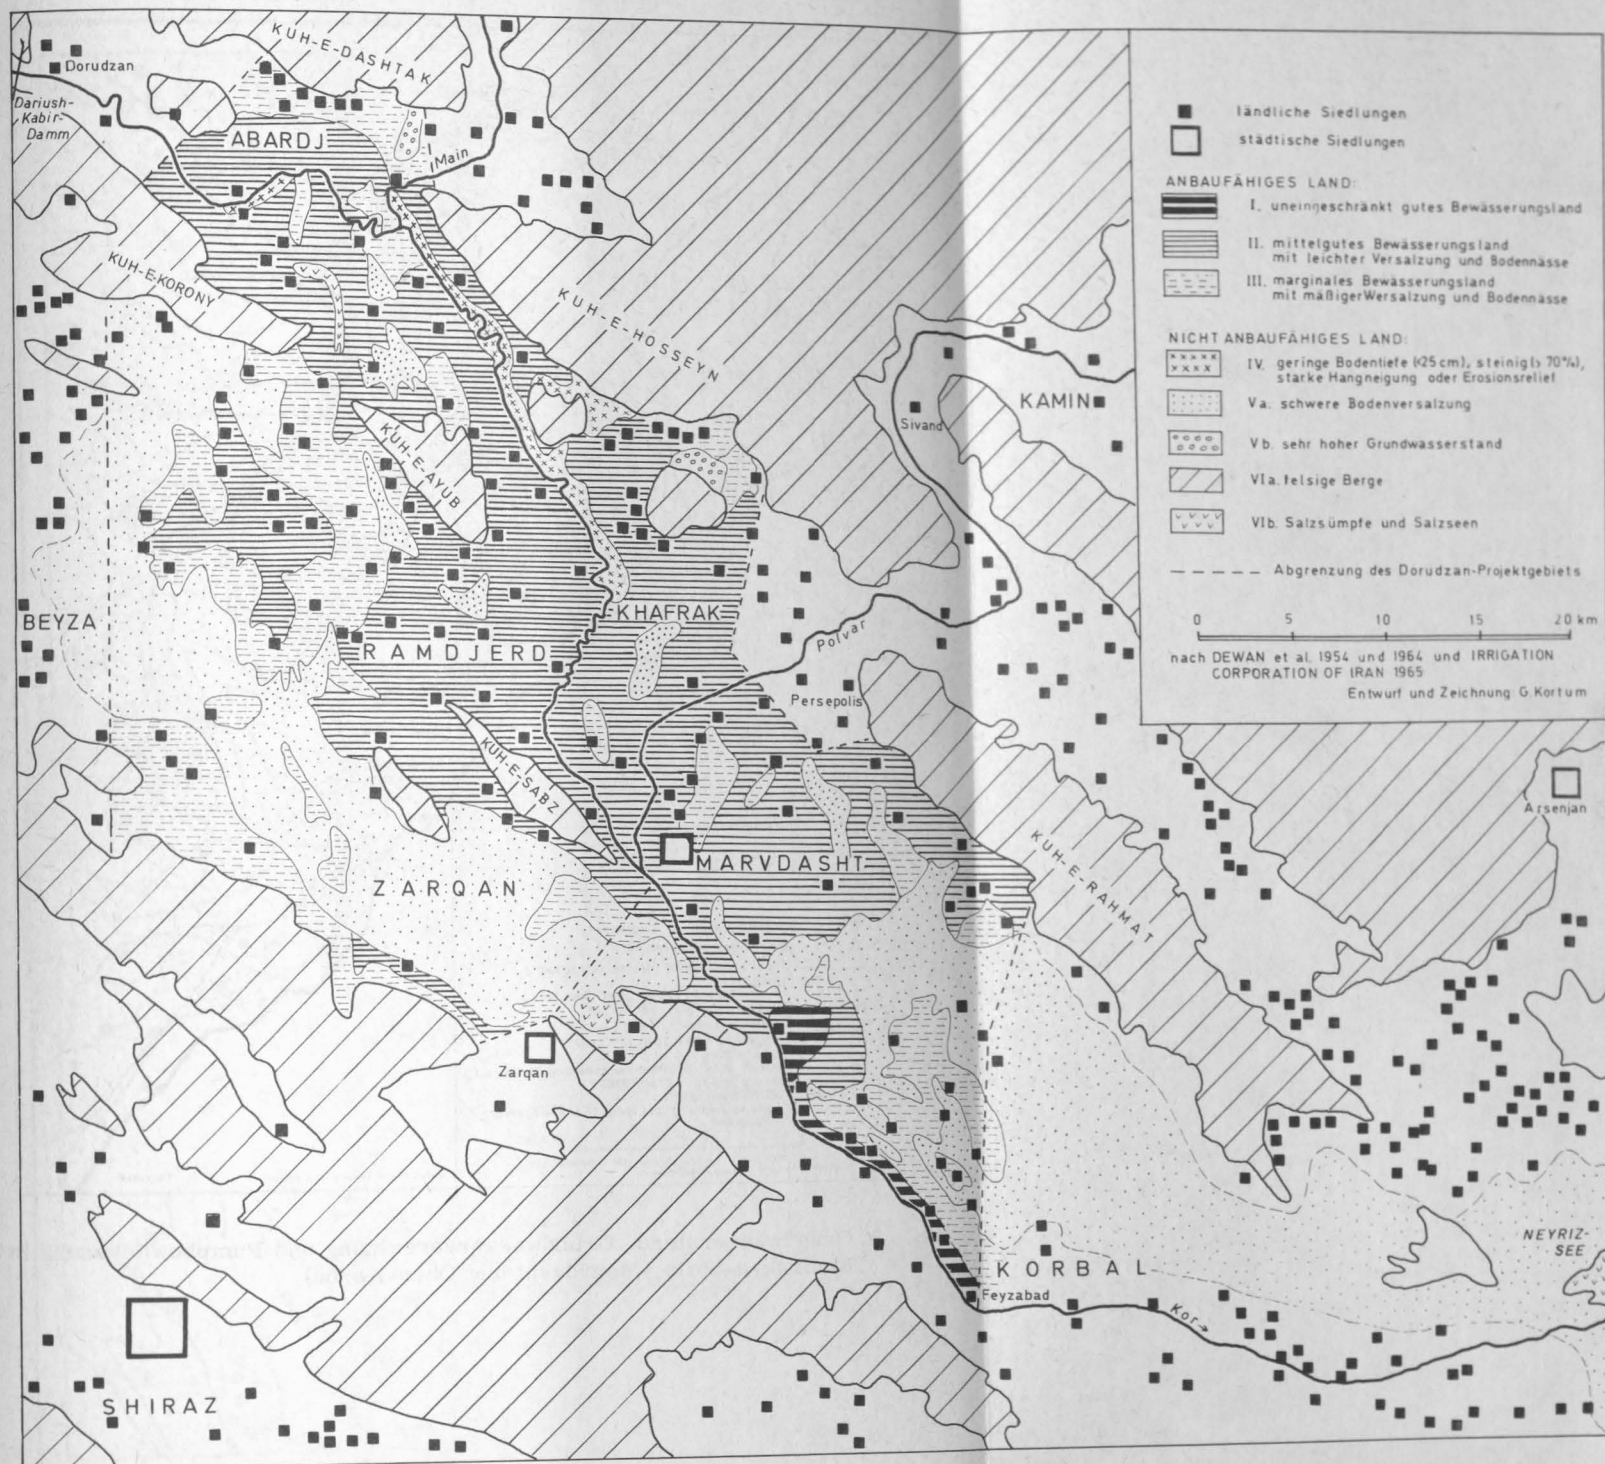 KUH-E-DASHTAK
Dorudzan
Dariush-
Kabir-
Damm
ABARDJ
Main
KUH-E-KORONY
KUH-E-HOSSEYN
Sivand
KAMIN
KUH-E-AYUB
BEYZA
KHAFRAK
RAMDJERD
Polvar
Persepolis
KUH-E-SABZ
MARVDASHT
ZARQAN
KUH-E-RAHMAT
Arsenjan
Zarqan
NEYRIZ-
SEE
KORBAL
Feyzabad
Kor
SHIRAZ
ländliche Siedlungen
städtische Siedlungen
ANBAUFÄHIGES LAND:
I. uneingeschränkt gutes Bewässerungsland
II. mittelgutes Bewässerungsland
mit leichter Versalzung und Bodennässe
III. marginales Bewässerungsland
mit mäßiger Wersalzung und Bodennässe
NICHT ANBAUFÄHIGES LAND:
IV. geringe Bodentiefe (<25 cm), steinig (> 70%),
starke Hangneigung oder Erosionsrelief
Va. schwere Bodenversalzung
Vb. sehr hoher Grundwasserstand
VIa. felsige Berge
VIb. Salzsümpfe und Salzseen
Abgrenzung des Dorudzan-Projektgebiets
0 5 10 15 20 km
nach DEWAN et al. 1954 und 1964 und IRRIGATION
CORPORATION OF IRAN 1965
Entwurf und Zeichnung: G. Kortum